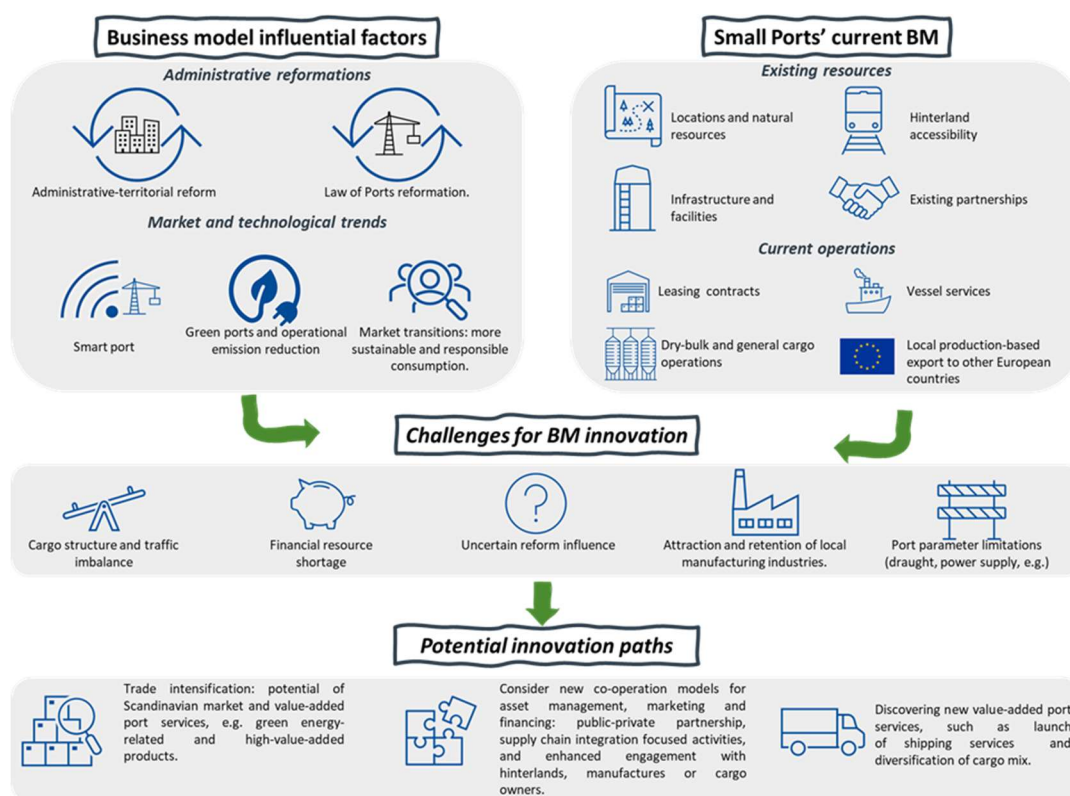 Business model influential factors
Administrative reformations
Administrative-territorial reform
Law of Ports reformation.
Market and technological trends
Smart port
Green ports and operational
emission reduction
Market transitions: more
sustainable and responsible
consumption.
Small Ports' current BM
Existing resources
Locations and natural
resources
Hinterland
accessibility
Infrastructure and
facilities
Existing partnerships
Current operations
Leasing contracts
Vessel services
Dry-bulk and general cargo
operations
Local production-based
export to other European
countries
Challenges for BM innovation
Cargo structure and traffic
imbalance
Financial resource
shortage
Uncertain reform influence
Attraction and retention of local
manufacturing industries.
Port parameter limitations
(draught, power supply, e.g.)
Potential innovation paths
Trade intensification: potential of
Scandinavian market and value-added
port services, e.g. green energy-
related and high-value-added
products.
Consider new co-operation models for
asset management, marketing and
financing: public-private partnership,
supply chain integration focused activities,
and enhanced engagement with
hinterlands, manufactures or cargo
owners.
Discovering new value-added port
services, such as launch
of shipping services and
diversification of cargo mix.